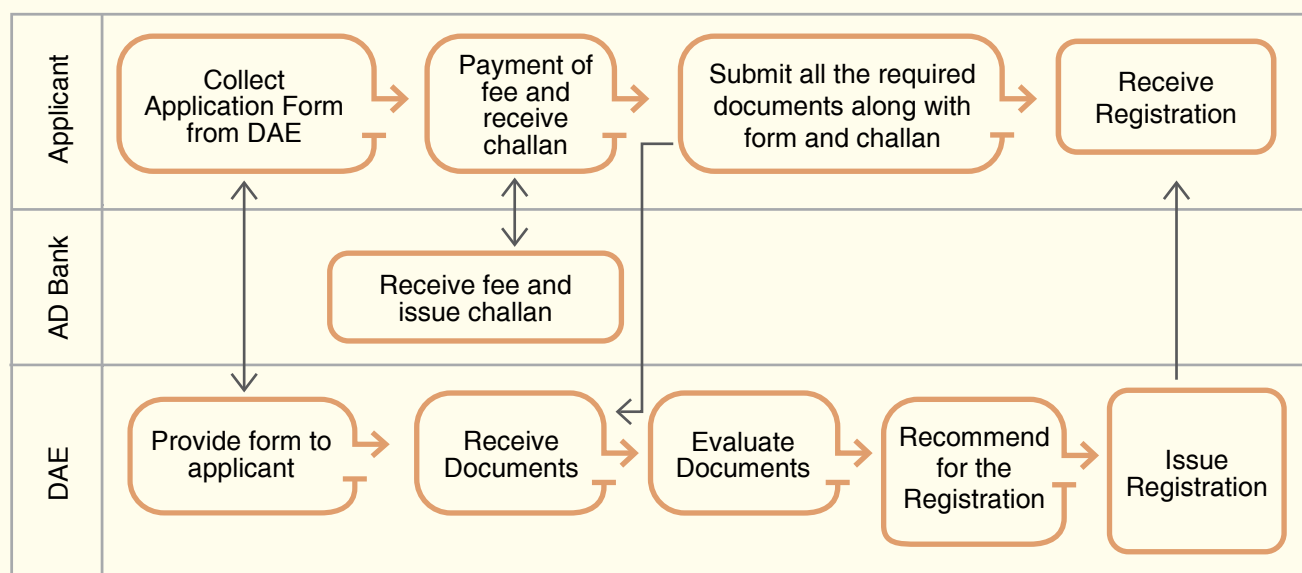 Applicant
Collect
Application Form
from DAE
Payment of
fee and
receive
challan
Submit all the required
documents along with
form and challan
Receive
Registration
AD Bank
Receive fee and
issue challan
DAE
Provide form to
applicant
Receive
Documents
Evaluate
Documents
Recommend
for the
Registration
Issue
Registration